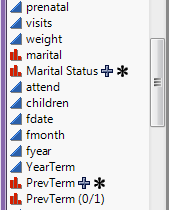 prenatal
visits
weight
marital
Marital Status
attend
children
fdate
fmonth
fyear
YearTerm
PrevTerm
PrevTerm (0/1)